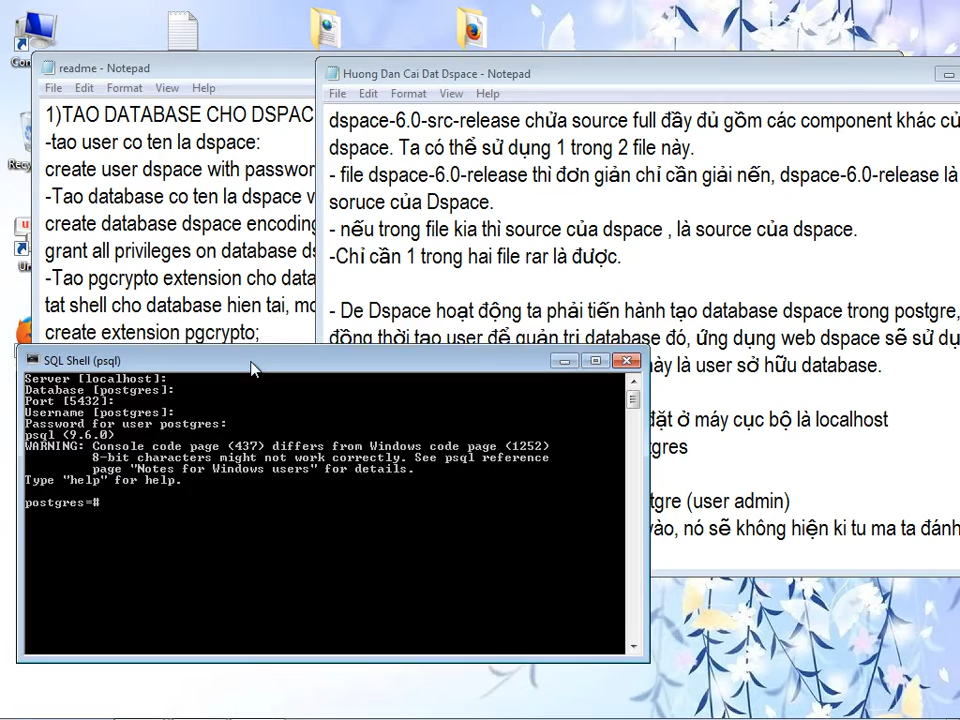 readme - Notepad
File Edit Format View Help
1)TAO DATABASE CHO DSPAC
-tao user co ten la dspace:
create user dspace with passwor
-Tao database co ten la dspace
create database dspace encoding
grant all privileges on database
-Tao pgcrypto extension cho data
tat shell cho database hien tai,
create extension pgcrypto;
Huong Dan Cai Dat Dspace - Notepad
File Edit Format View Help
dspace-6.0-src-release chửa source full đầy đủ gồm các component khác
dspace. Ta có thể sử dụng 1 trong 2 file này.
- file dspace-6.0-release thì đơn giản chỉ cần giải nến, dspace-6.0-release là
soruce của Dspace.
- nếu trong file kia thì source của dspace , là source của dspace.
-Chỉ cần 1 trong hai file rar là được.
- De Dspace hoạt động ta phải tiến hành tạo database dspace trong postgre,
đồng thời tạo user để quản trị database đó, ứng dụng web dspace sẽ sử
này là user sở hữu database.
đặt ở máy cục bộ là localhost
gres
tgre (user admin)
vào, nó sẽ không hiện ki tu ma ta đánh
SQL Shell (psql)
Server [localhost]:
Database [postgres]:
Port [5432]:
Username [postgres]:
Password for user postgres:
psql (9.6.0)
WARNING: Console code page (437) differs from Windows code page (1252)
8-bit characters might not work correctly. See psql reference
page "Notes for Windows users" for details.
Type "help" for help.
postgres=#